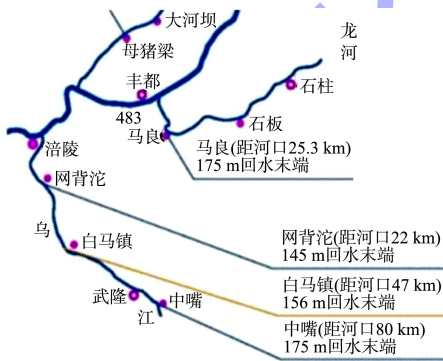 大河坝
母猪梁
龙
河
丰都
石柱
483
马良
石板
涪陵
马良(距河口25.3 km)
175 m回水末端
网背沱
乌
白马镇
网背沱(距河口22 km)
145 m回水末端
白马镇(距河口47 km)
156 m回水末端
武隆
中嘴
江
中嘴(距河口80 km)
175 m回水末端